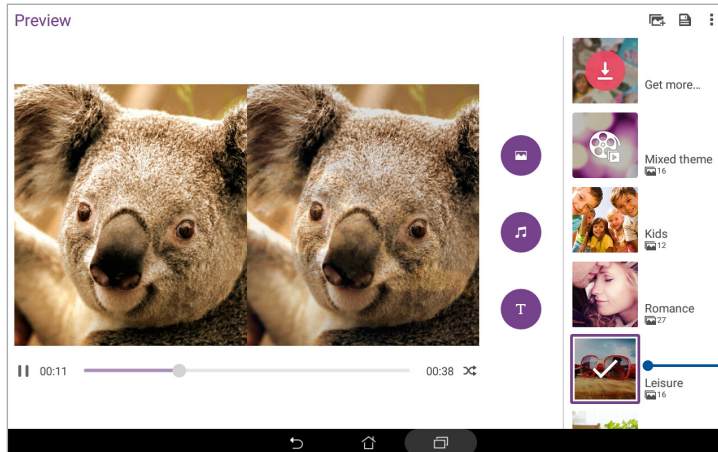 Preview
Get more...
Mixed theme
16
Kids
12
Romance
27
T
00:11
00:38
Leisure
16